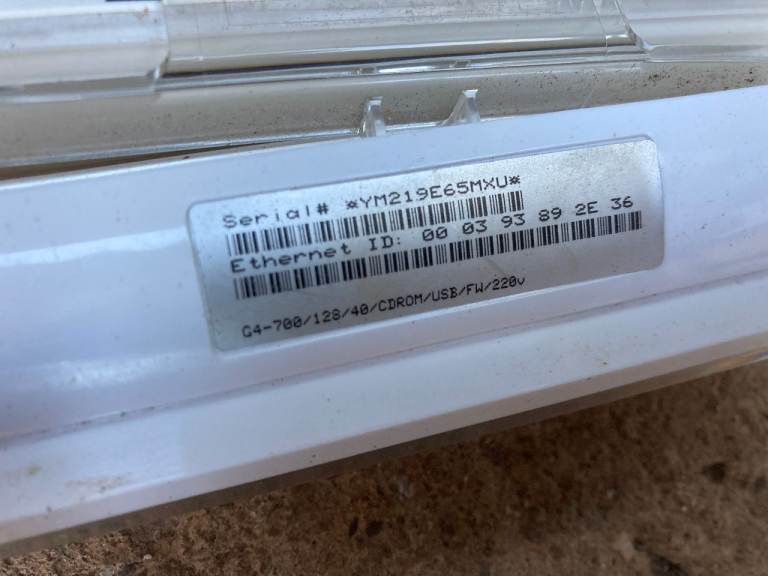 Serial# *YM219E65MXU*
Ethernet ID: 00 03 93 89 2E 36
G4-700/128/40/CDROM/USB/FW/220v